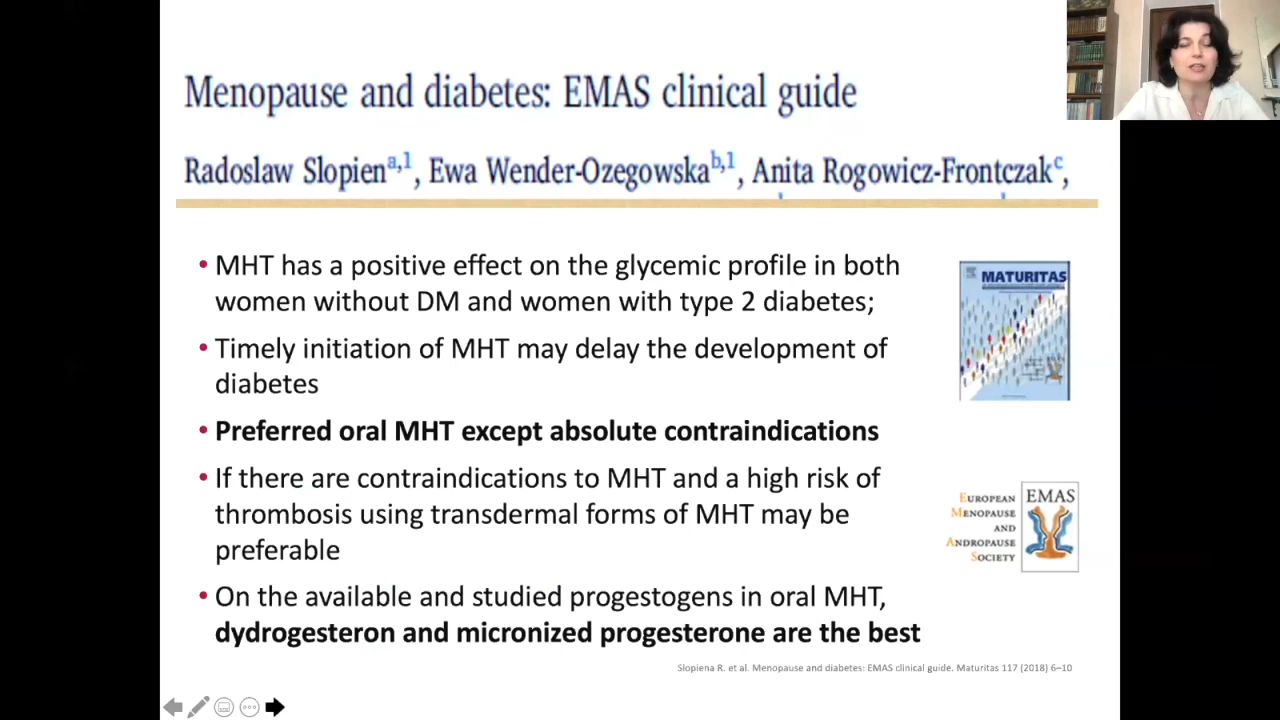 Menopause and diabetes: EMAS clinical guide
Radoslaw Slopien a,1, Ewa Wender-Ozegowska b,1, Anita Rogowicz-Frontczak c,
• MHT has a positive effect on the glycemic profile in both
women without DM and women with type 2 diabetes;
• Timely initiation of MHT may delay the development of
diabetes
• Preferred oral MHT except absolute contraindications
• If there are contraindications to MHT and a high risk of
thrombosis using transdermal forms of MHT may be
preferable
• On the available and studied progestogens in oral MHT,
dydrogesteron and micronized progesterone are the best
MATURITAS
EUROPEAN
MENOPAUSE
AND
ANDROPAUSE
SOCIETY
EMAS
Slopiena R. et al. Menopause and diabetes: EMAS clinical guide. Maturitas 117 (2018) 6–10